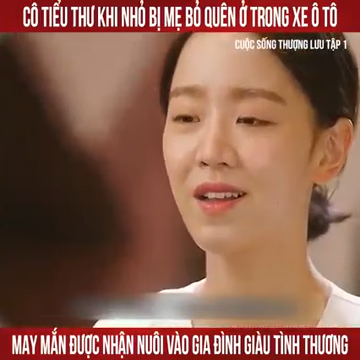 CÔ TIỂU THƯ KHI NHỎ BỊ MẸ BỎ QUÊN Ở TRONG XE Ô TÔ
CUỘC SỐNG THƯỢNG LƯU TẬP 1
MAY MẮN ĐƯỢC NHẬN NUÔI VÀO GIA ĐÌNH GIÀU TÌNH THƯƠNG